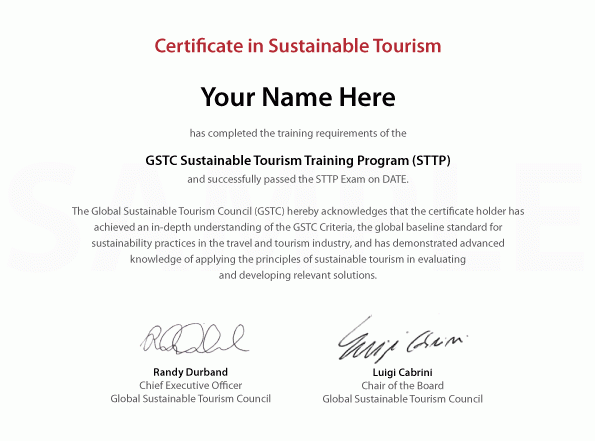 Certificate in Sustainable Tourism
Your Name Here
has completed the training requirements of the
GSTC Sustainable Tourism Training Program (STTP)
and successfully passed the STTP Exam on DATE.
The Global Sustainable Tourism Council (GSTC) hereby acknowledges that the certificate holder has
achieved an in-depth understanding of the GSTC Criteria, the global baseline standard for
sustainability practices in the travel and tourism industry, and has demonstrated advanced
knowledge of applying the principles of sustainable tourism in evaluating
and developing relevant solutions.
SAMPLE
Luigi Cabrini
Randy Durband
Chief Executive Officer
Global Sustainable Tourism Council
Luigi Cabrini
Chair of the Board
Global Sustainable Tourism Council